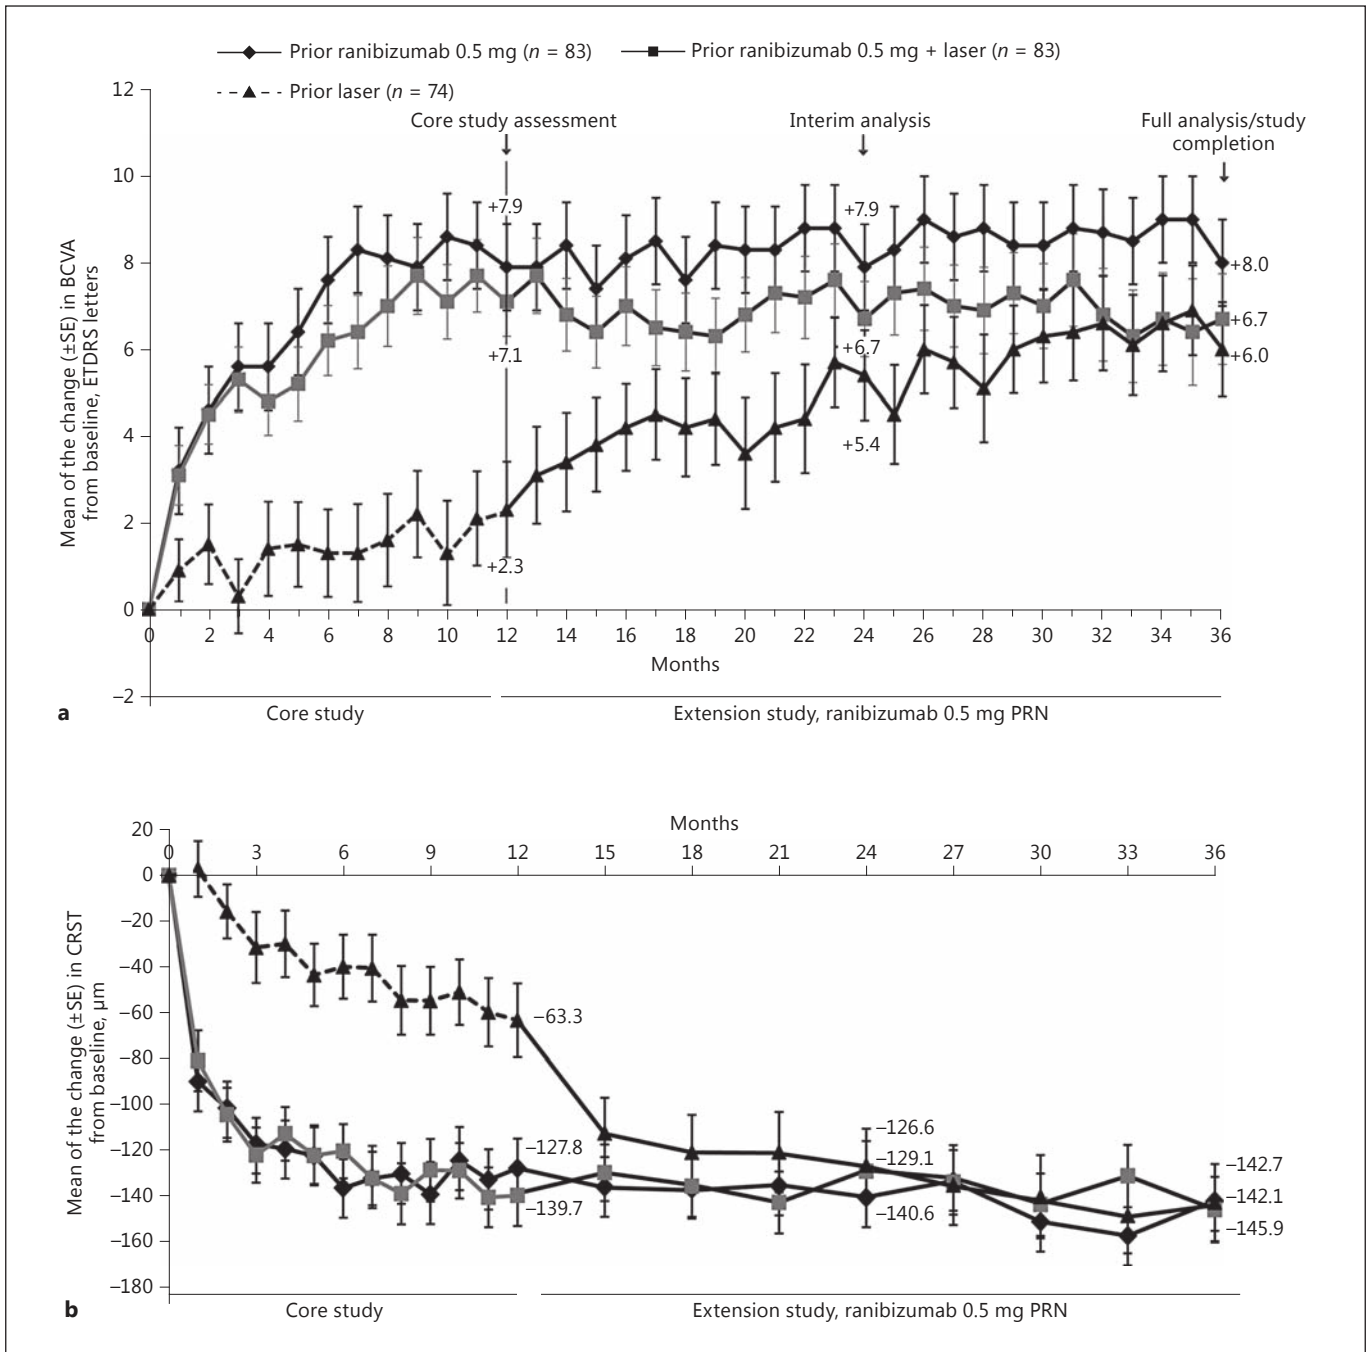 Prior ranibizumab 0.5 mg (n = 83)
Prior ranibizumab 0.5 mg + laser (n = 83)
Prior laser (n = 74)
Core study assessment
Interim analysis
Full analysis/study
completion
Mean of the change (±SE) in BCVA
from baseline, ETDRS letters
12
10
8
6
4
2
0
–2
+7.9
+7.1
+2.3
+7.9
+6.7
+5.4
+8.0
+6.7
+6.0
0 2 4 6 8 10 12 14 16 18 20 22 24 26 28 30 32 34 36
Months
a
Core study
Extension study, ranibizumab 0.5 mg PRN
Months
0 3 6 9 12 15 18 21 24 27 30 33 36
Mean of the change (±SE) in CRST
from baseline, µm
20
0
–20
–40
–60
–80
–100
–120
–140
–160
–180
–63.3
–127.8
–139.7
–126.6
–129.1
–140.6
–142.7
–142.1
–145.9
b
Core study
Extension study, ranibizumab 0.5 mg PRN